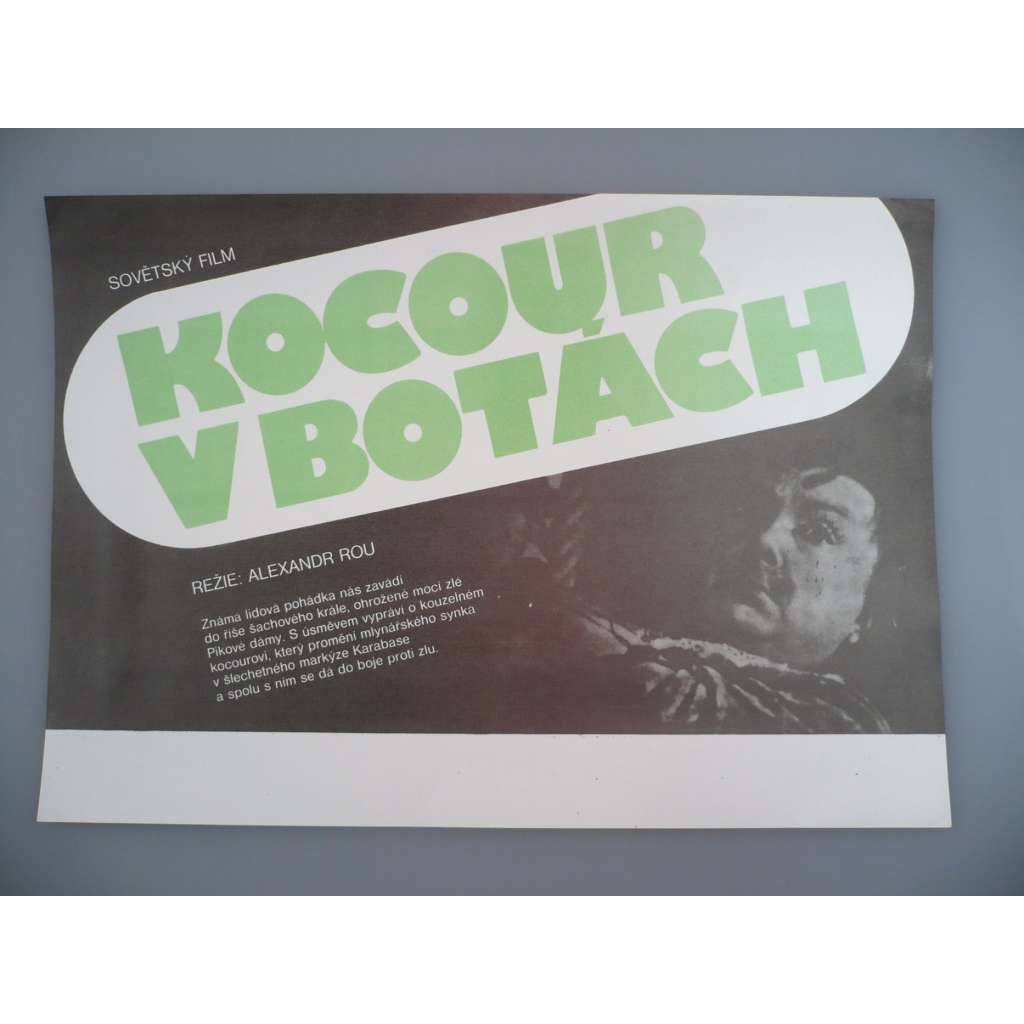 SOVĚTSKÝ FILM
KOCOUR
V BOTÁCH
REŽIE: ALEXANDR ROU
Známá lidová pohádka nás zavádí
do říše šachového krále, ohrožené mocí zlé
Pikové dámy. S úsměvem vypráví o kouzelném
kocourovi, který promění mlynářského synka
v šlechetného markýze Karabase
a spolu s ním se dá do boje proti zlu.